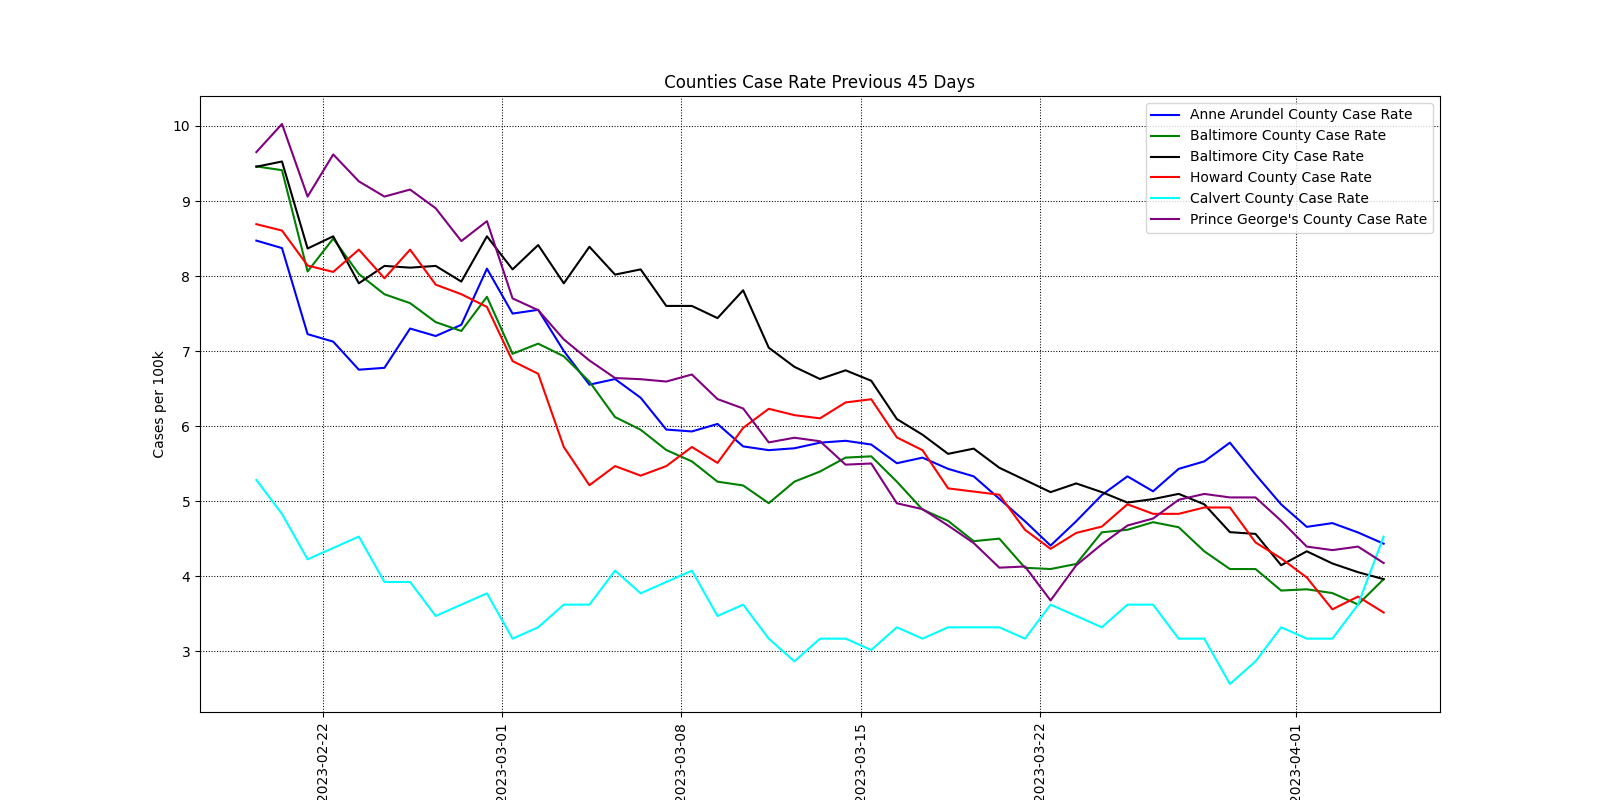 Counties Case Rate Previous 45 Days
Anne Arundel County Case Rate
Baltimore County Case Rate
Baltimore City Case Rate
Howard County Case Rate
Calvert County Case Rate
Prince George's County Case Rate
Cases per 100k
10
9
8
7
6
5
4
3
2023-02-22
2023-03-01
2023-03-08
2023-03-15
2023-03-22
2023-04-01